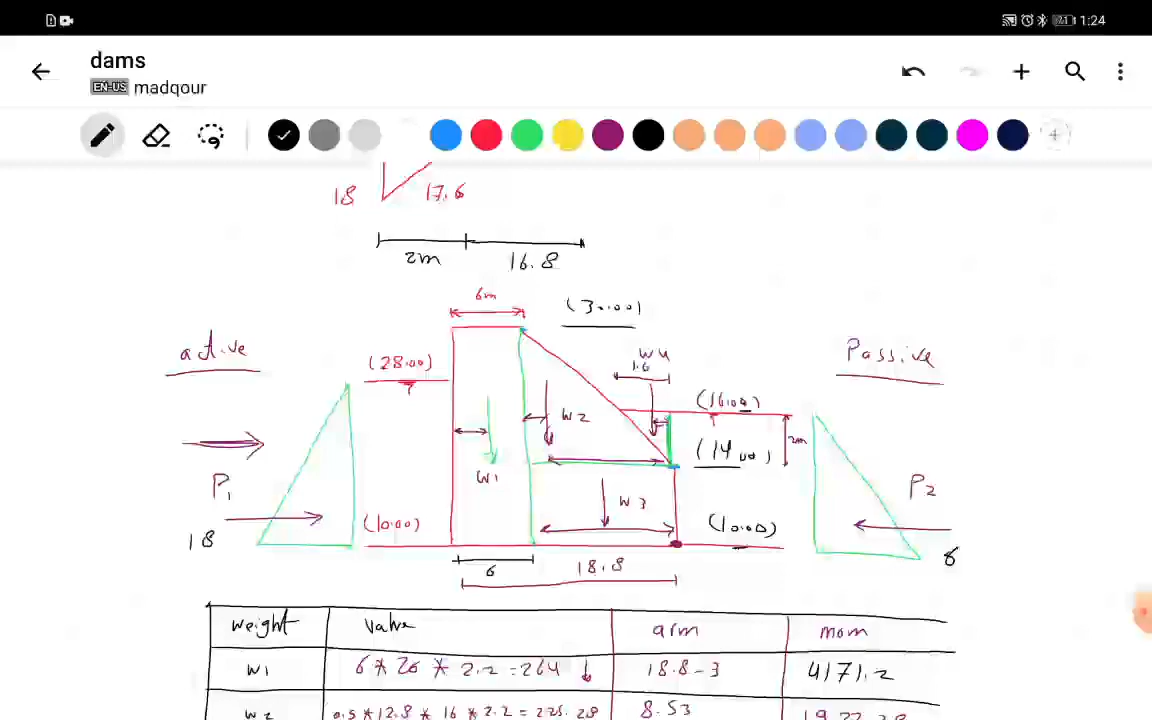 1:24
dams
EN-US madqour
18 17.6
2m 16.8
6m (30.00)
active (28.00) W4 Passive
1.6
(16.00)
W2 (14.00) 2m
W1
P1 W3 P2
18 (10.00) (10.00) 6
6 18.8
weight value arm mom
W1 6 * 20 * 2.2 = 264 ↓ 18.8-3 4171.2
W2 0.5 * 12.8 * 16 * 2.2 = 225.28 8.53